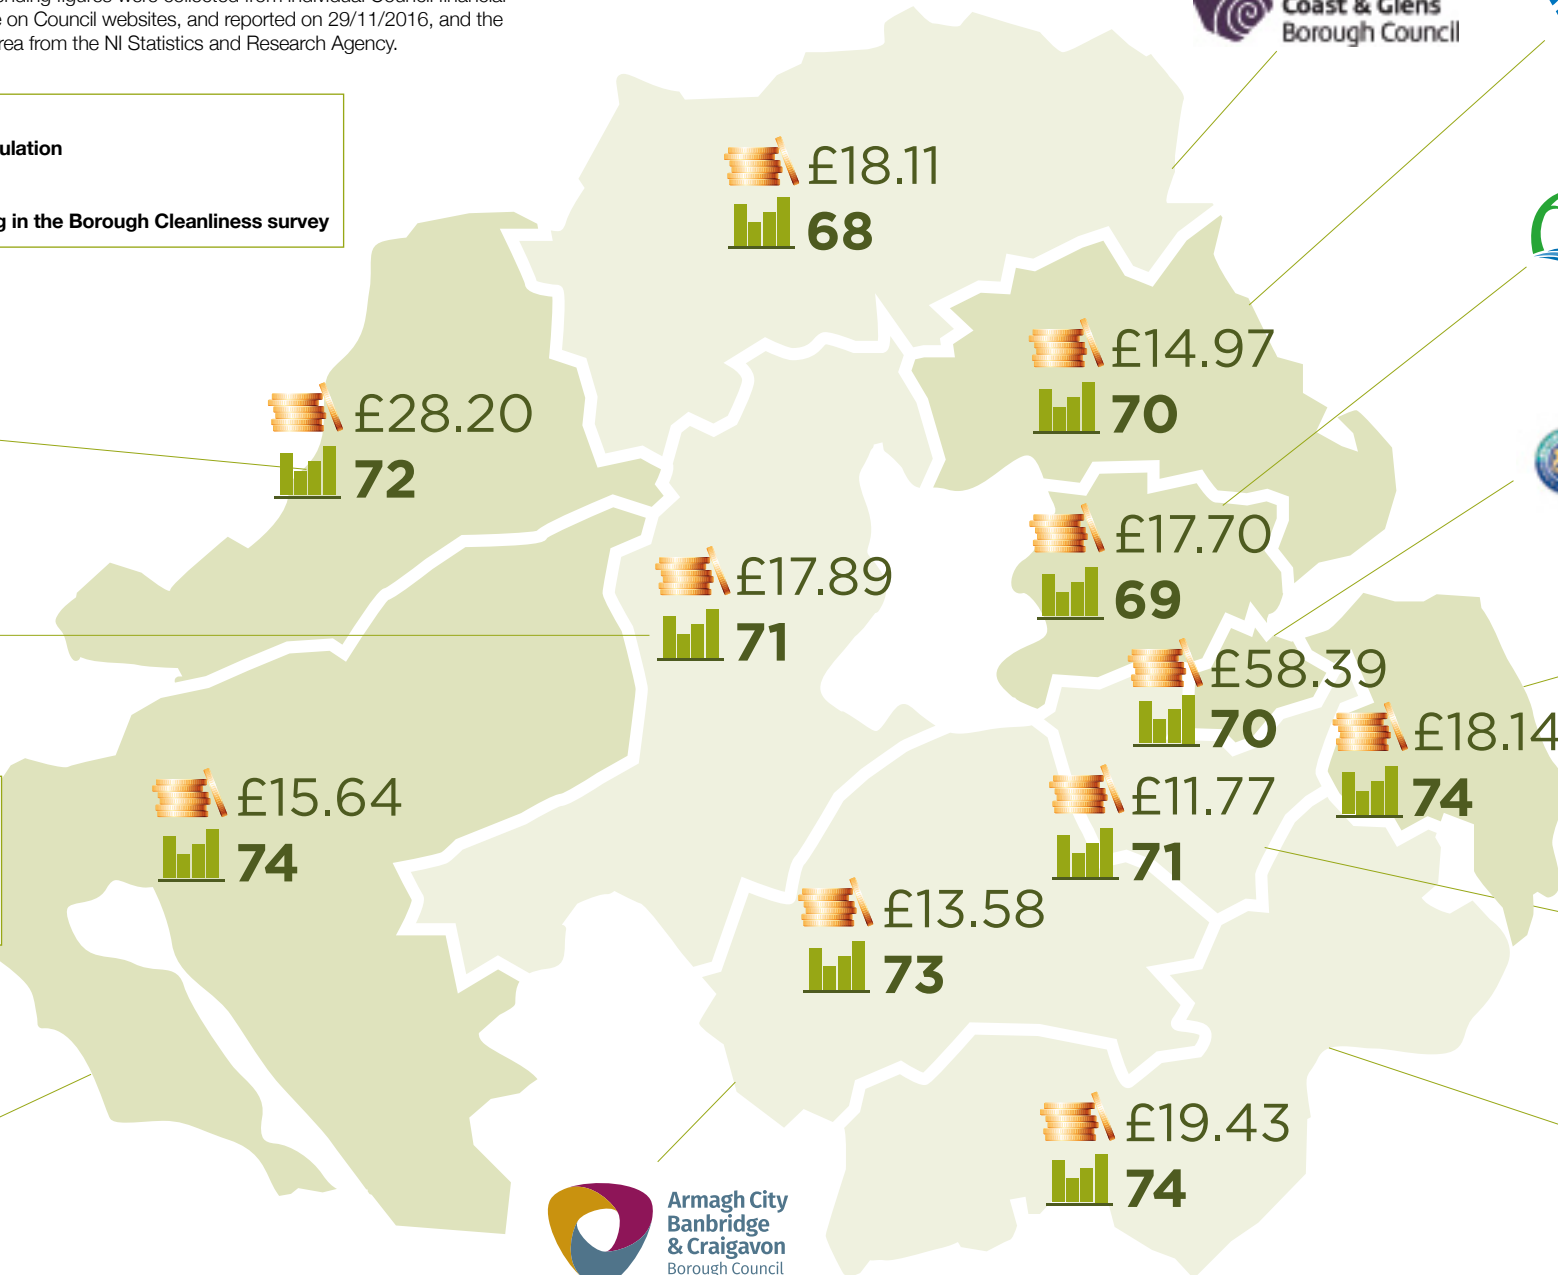 on Council websites, and reported on 29/11/2016, and the
from the NI Statistics and Research Agency.
Coast & Glens
Borough Council
in the Borough Cleanliness survey
£18.11
68
£14.97
70
£28.20
72
£17.70
69
£17.89
71
£58.39
70
£18.14
74
£15.64
74
£11.77
71
£13.58
73
£19.43
74
Armagh City
Banbridge
& Craigavon
Borough Council